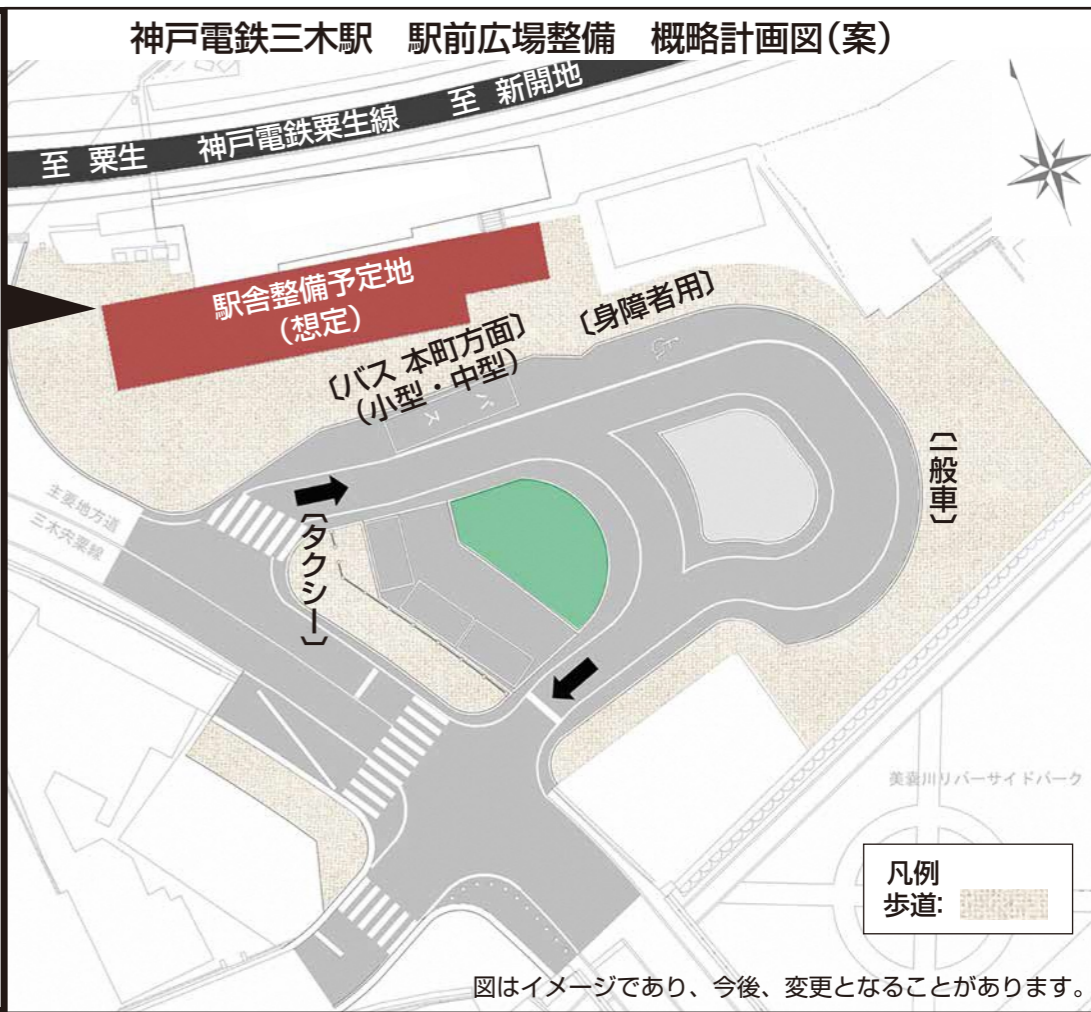 神戸電鉄三木駅 駅前広場整備 概略計画図(案)
至 粟生 神戸電鉄粟生線 至 新開地
駅舎整備予定地
(想定)
〔バス 本町方面〕
(小型・中型)
〔身障者用〕
バス
〔一般車〕
〔タクシー〕
主要地方道
三木宍粟線
美嚢川リバーサイドパーク
凡例
歩道:
図はイメージであり、今後、変更となることがあります。